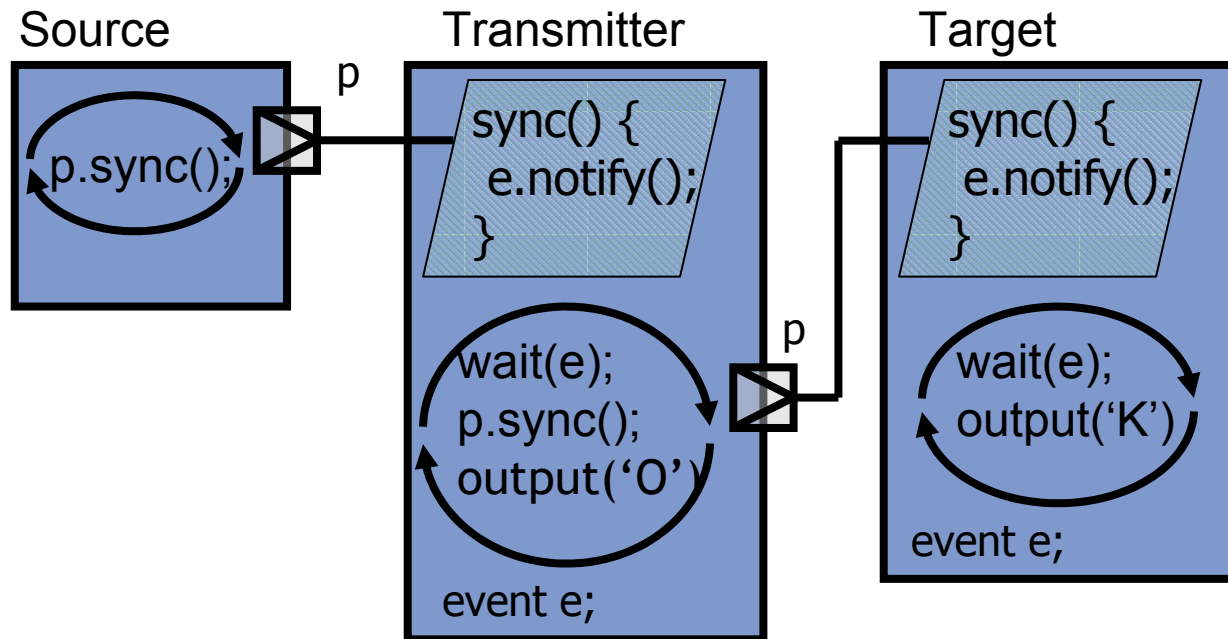 Source
p.sync();
p
Transmitter
sync() {
e.notify();
}
wait(e);
p.sync();
output(‘O’)
event e;
p
Target
sync() {
e.notify();
}
wait(e);
output(‘K’)
event e;